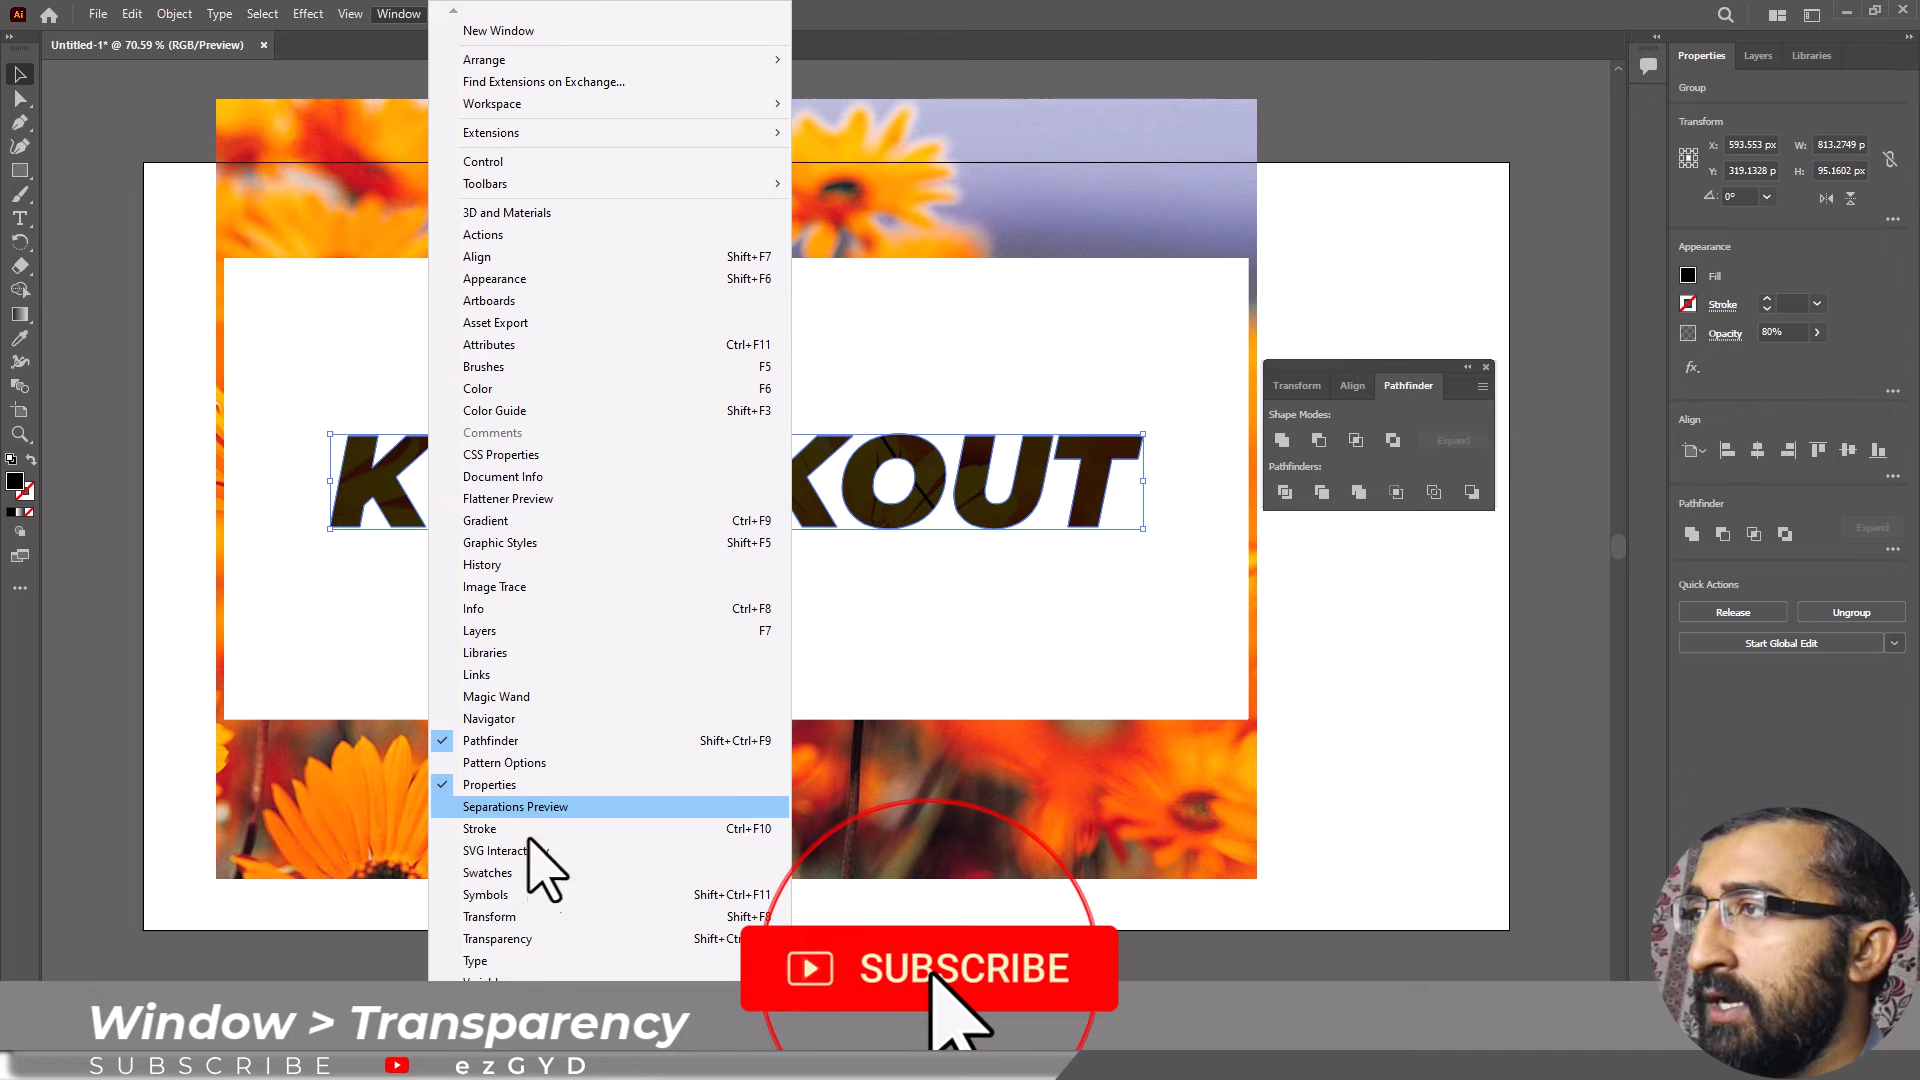 Ai File Edit Object Type Select Effect View Window
Untitled-1* @ 70.59 % (RGB/Preview) ×
New Window
Arrange
Find Extensions on Exchange...
Workspace
Extensions
Control
Toolbars
3D and Materials
Actions
Align Shift+F7
Appearance Shift+F6
Artboards
Asset Export
Attributes Ctrl+F11
Brushes F5
Color F6
Color Guide Shift+F3
Comments
CSS Properties
Document Info
Flattener Preview
Gradient Ctrl+F9
Graphic Styles Shift+F5
History
Image Trace
Info Ctrl+F8
Layers F7
Libraries
Links
Magic Wand
Navigator
Pathfinder Shift+Ctrl+F9
Pattern Options
Properties
Separations Preview
Stroke Ctrl+F10
SVG Interact
Swatches
Symbols Shift+Ctrl+F11
Transform Shift+F8
Transparency Shift+Ct
Type
K KOUT
Transform Align Pathfinder
Shape Modes:
Expand
Pathfinders:
Properties Layers Libraries
Group
Transform
X: 593.553 px W: 813.2749 p
Y: 319.1328 p H: 95.1602 px
0°
Appearance
Fill
Stroke
Opacity 80%
fx.
Align
Pathfinder
Expand
Quick Actions
Release Ungroup
Start Global Edit
SUBSCRIBE
Window > Transparency
SUBSCRIBE ezGYD